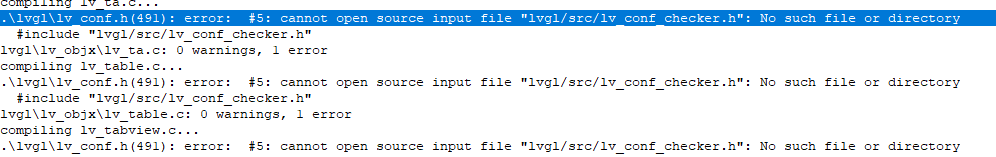 compiling lv_ta.c...
.\lvgl\lv_conf.h(491): error:  #5: cannot open source input file "lvgl/src/lv_conf_checker.h": No such file or directory
  #include "lvgl/src/lv_conf_checker.h"
lvgl\lv_objx\lv_ta.c: 0 warnings, 1 error
compiling lv_table.c...
.\lvgl\lv_conf.h(491): error:  #5: cannot open source input file "lvgl/src/lv_conf_checker.h": No such file or directory
  #include "lvgl/src/lv_conf_checker.h"
lvgl\lv_objx\lv_table.c: 0 warnings, 1 error
compiling lv_tabview.c...
.\lvgl\lv_conf.h(491): error:  #5: cannot open source input file "lvgl/src/lv_conf_checker.h": No such file or directory